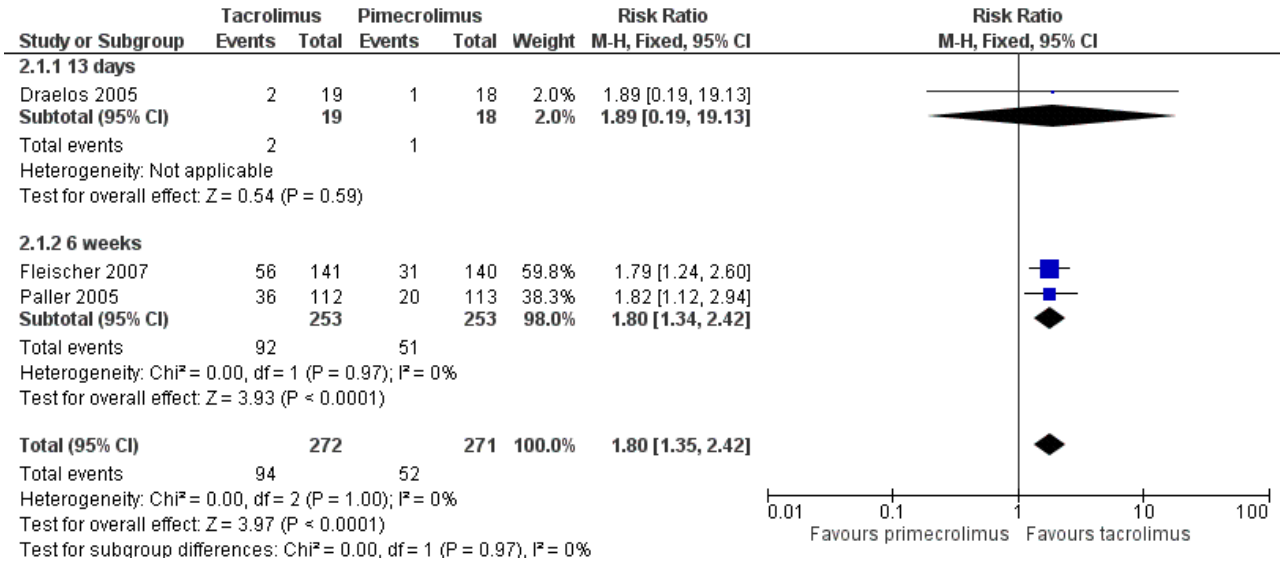 Tacrolimus Pimecrolimus Risk Ratio Risk Ratio
Study or Subgroup Events Total Events Total Weight M-H, Fixed, 95% CI M-H, Fixed, 95% CI
2.1.1 13 days
Draelos 2005 2 19 1 18 2.0% 1.89 [0.19, 19.13]
Subtotal (95% CI) 19 18 2.0% 1.89 [0.19, 19.13]
Total events 2 1
Heterogeneity: Not applicable
Test for overall effect: Z = 0.54 (P = 0.59)
2.1.2 6 weeks
Fleischer 2007 56 141 31 140 59.8% 1.79 [1.24, 2.60]
Paller 2005 36 112 20 113 38.3% 1.82 [1.12, 2.94]
Subtotal (95% CI) 253 253 98.0% 1.80 [1.34, 2.42]
Total events 92 51
Heterogeneity: Chi² = 0.00, df = 1 (P = 0.97); I² = 0%
Test for overall effect: Z = 3.93 (P < 0.0001)
Total (95% CI) 272 271 100.0% 1.80 [1.35, 2.42]
Total events 94 52
Heterogeneity: Chi² = 0.00, df = 2 (P = 1.00); I² = 0%
Test for overall effect: Z = 3.97 (P < 0.0001)
Test for subgroup differences: Chi² = 0.00, df = 1 (P = 0.97), I² = 0%
0.01 0.1 1 10 100
Favours primecrolimus Favours tacrolimus